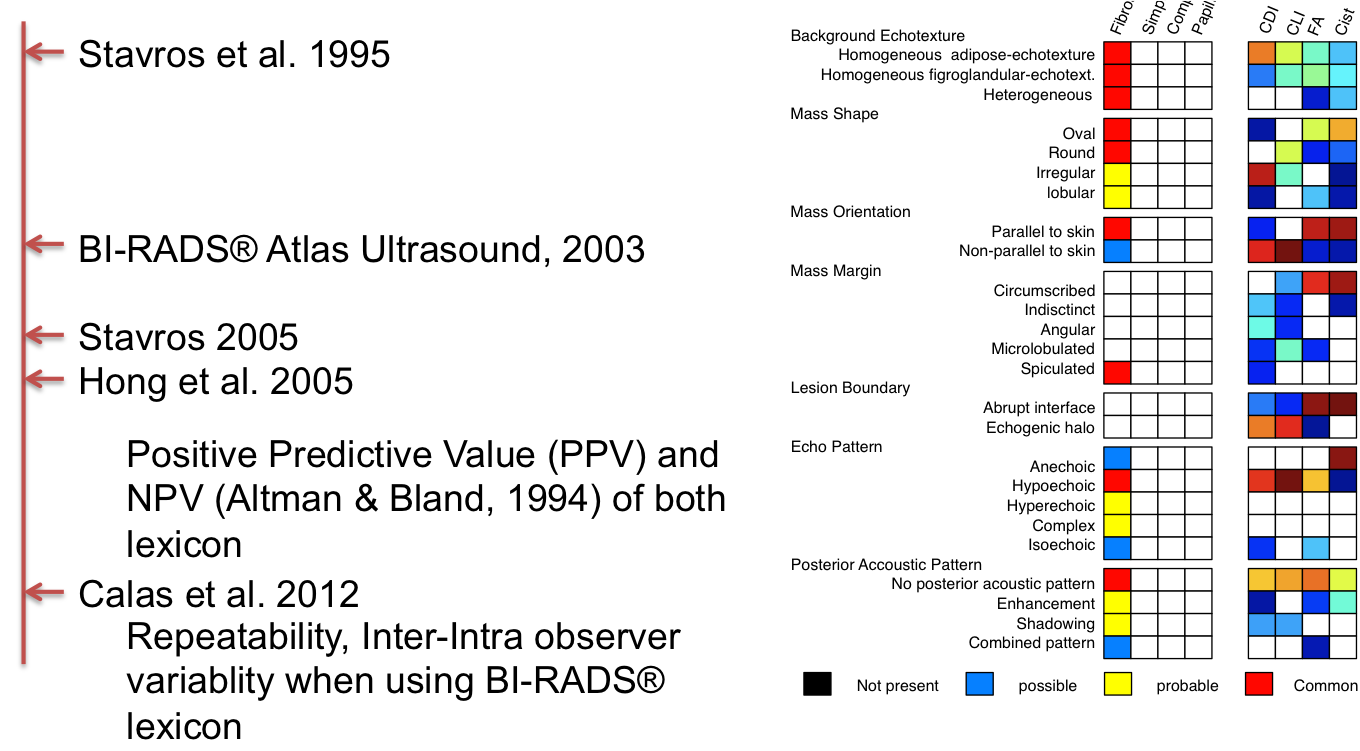 Stavros et al. 1995
BI-RADS® Atlas Ultrasound, 2003
Stavros 2005
Hong et al. 2005
Positive Predictive Value (PPV) and
NPV (Altman & Bland, 1994) of both
lexicon
Calas et al. 2012
Repeatability, Inter-Intra observer
variablity when using BI-RADS®
lexicon
CDI
CLI
FA
Cist
Background Echotexture
Homogeneous adipose-echotexture
Homogeneous figroglandular-echotext.
Heterogeneous
Mass Shape
Oval
Round
Irregular
lobular
Mass Orientation
Parallel to skin
Non-parallel to skin
Mass Margin
Circumscribed
Indisctinct
Angular
Microlobulated
Spiculated
Lesion Boundary
Abrupt interface
Echogenic halo
Echo Pattern
Anechoic
Hypoechoic
Hyperechoic
Complex
Isoechoic
Posterior Accoustic Pattern
No posterior acoustic pattern
Enhancement
Shadowing
Combined pattern
Not present possible probable Common